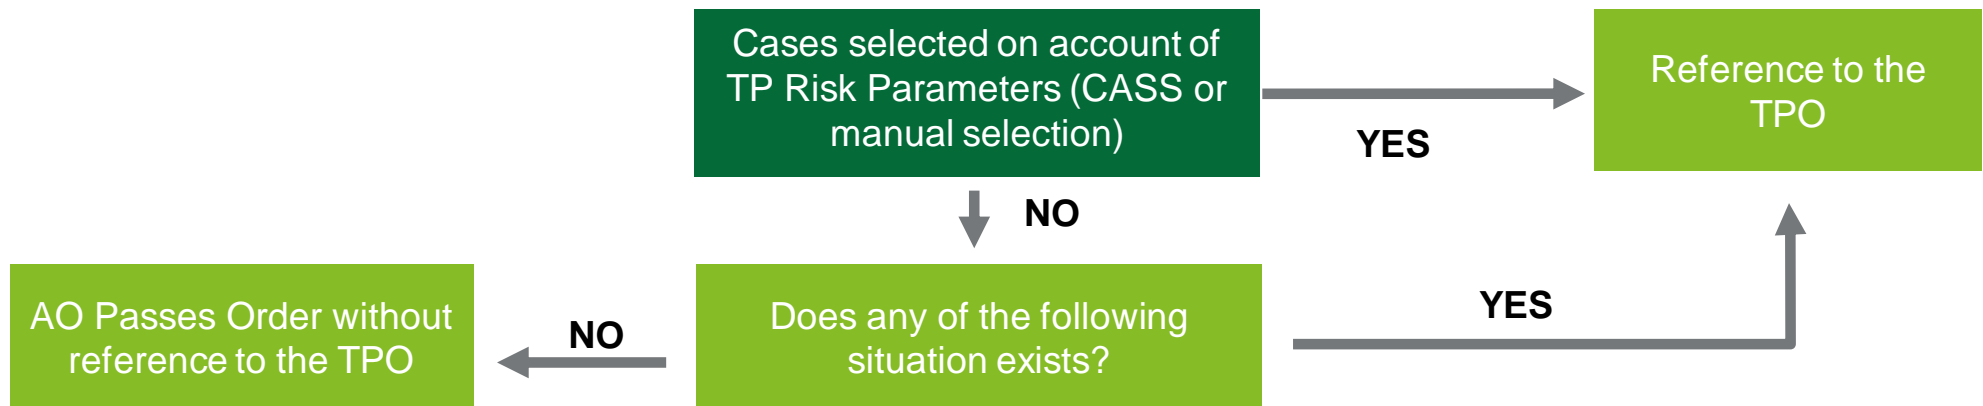 Cases selected on account of
TP Risk Parameters (CASS or
manual selection)
Reference to the
TPO
YES
NO
AO Passes Order without
reference to the TPO
NO
Does any of the following
situation exists?
YES